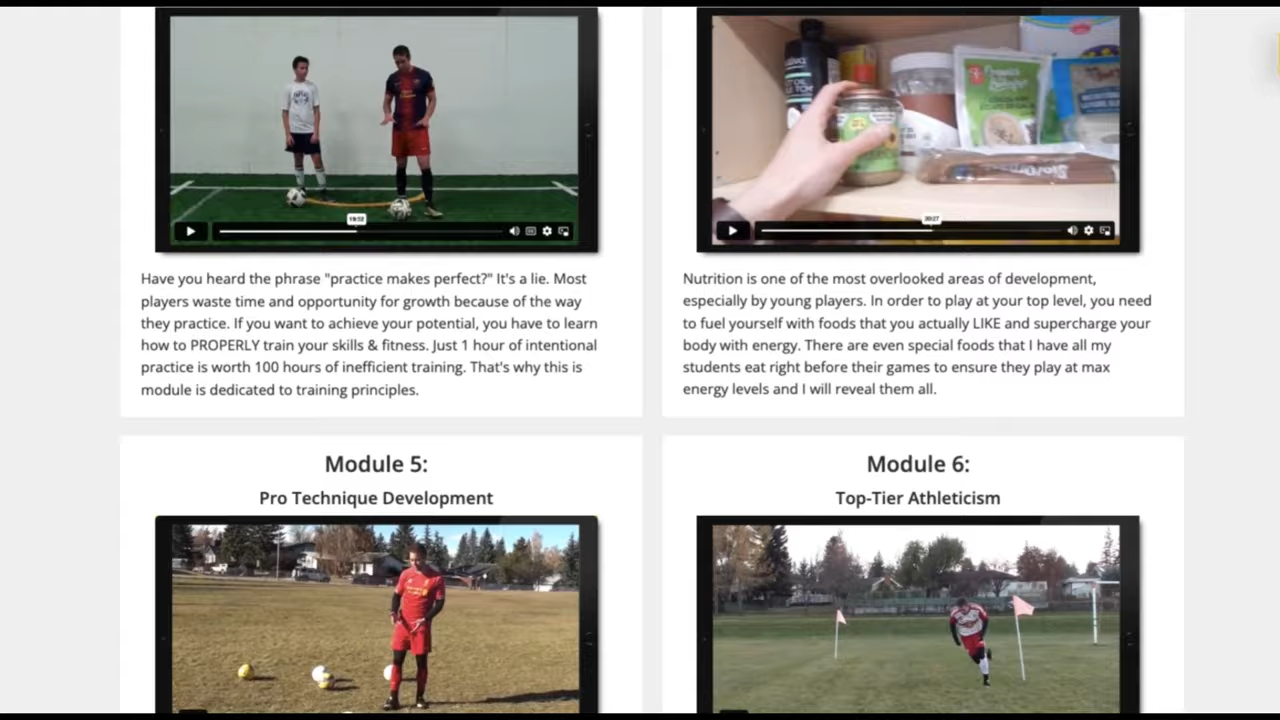 19:32
20:27
Have you heard the phrase "practice makes perfect?" It's a lie. Most
players waste time and opportunity for growth because of the way
they practice. If you want to achieve your potential, you have to learn
how to PROPERLY train your skills & fitness. Just 1 hour of intentional
practice is worth 100 hours of inefficient training. That's why this is
module is dedicated to training principles.
Nutrition is one of the most overlooked areas of development,
especially by young players. In order to play at your top level, you need
to fuel yourself with foods that you actually LIKE and supercharge your
body with energy. There are even special foods that I have all my
students eat right before their games to ensure they play at max
energy levels and I will reveal them all.
Module 5:
Pro Technique Development
Module 6:
Top-Tier Athleticism